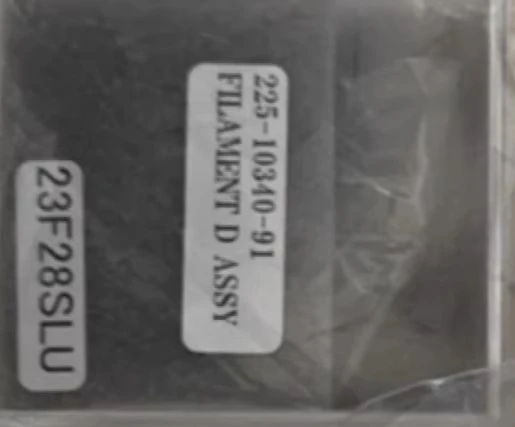 225-10340-91
FILAMENT D ASSY
23F28SLU